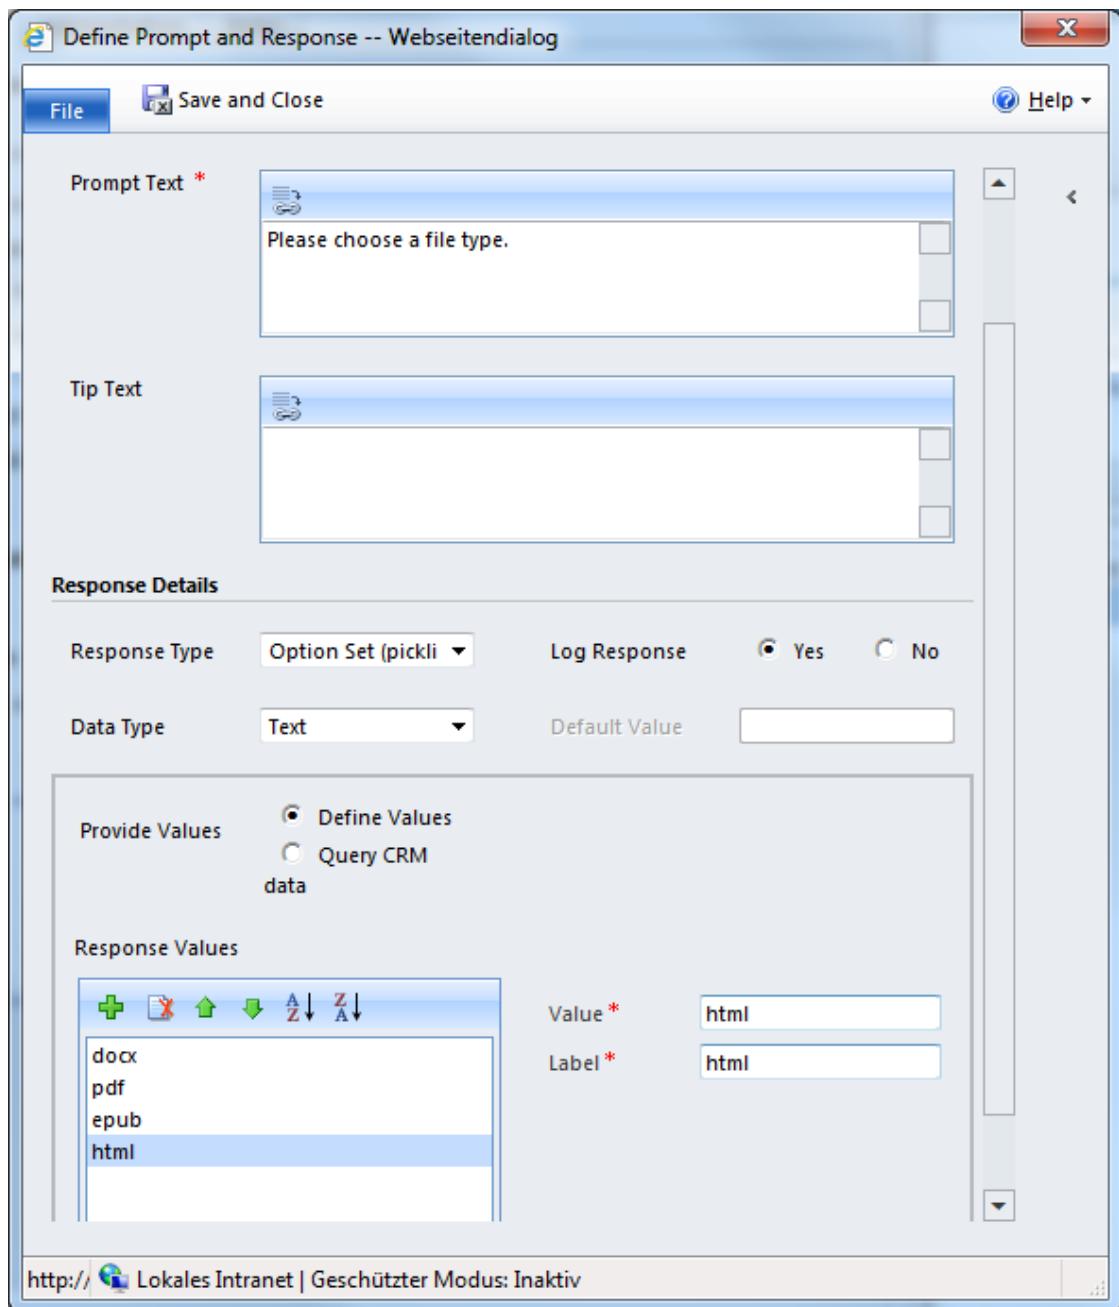 Define Prompt and Response -- Webseitendialog
File
Save and Close
Help
Prompt Text *
Please choose a file type.
Tip Text
Response Details
Response Type
Option Set (pickli
Log Response
Yes
No
Data Type
Text
Default Value
Provide Values
Define Values
Query CRM
data
Response Values
Value *
html
Label *
html
docx
pdf
epub
html
http:// Lokales Intranet | Geschützter Modus: Inaktiv